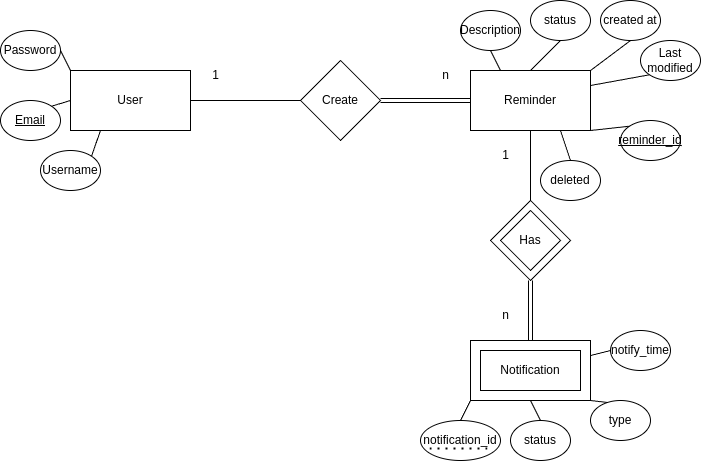 Description
status
created at
Password
Last
modified
1
n
User
Create
Reminder
Email
reminder_id
1
Username
deleted
Has
n
notify_time
Notification
type
notification_id
status